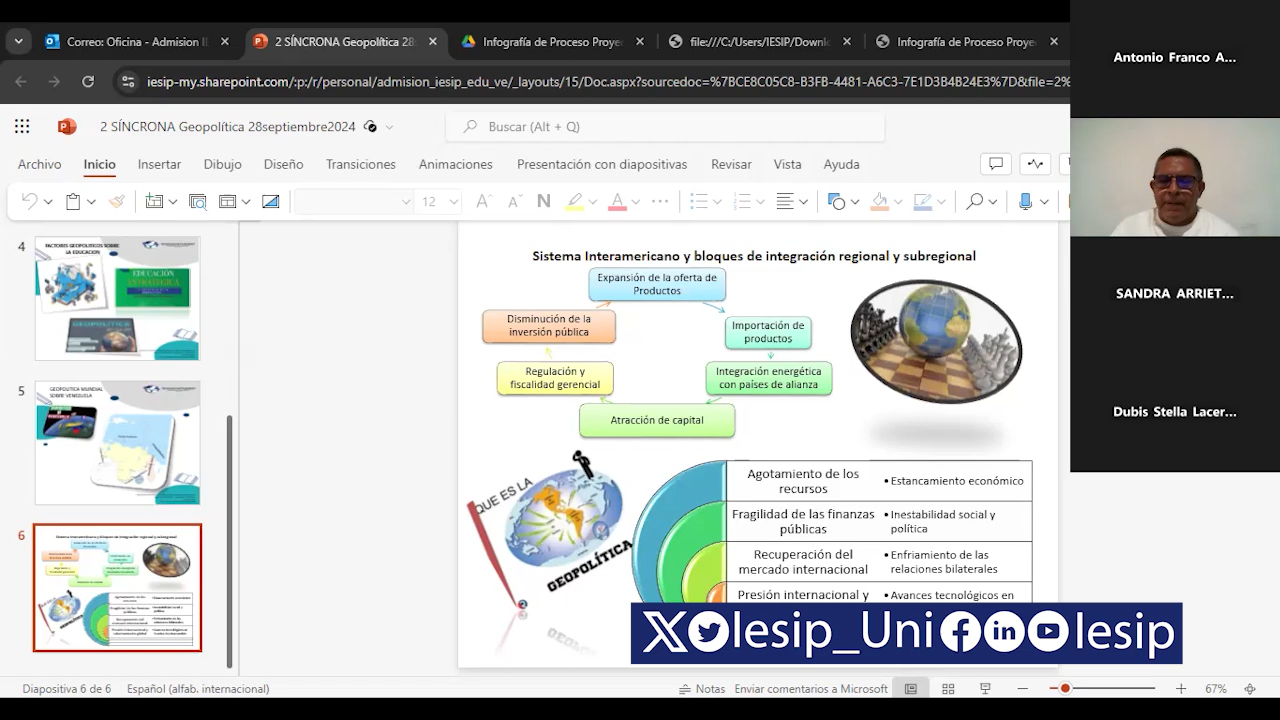 Correo: Oficina - Admision IE
2 SÍNCRONA Geopolítica 28
Infografía de Proceso Proye
file:///C:/Users/IESIP/Downl
Infografía de Proceso Proye
iesip-my.sharepoint.com/:p:/r/personal/admision_iesip_edu_ve/_layouts/15/Doc.aspx?sourcedoc=%7BCE8C05C8-B3FB-4481-A6C3-7E1D3B4B24E3%7D&file=2%
2 SÍNCRONA Geopolítica 28septiembre2024
Buscar (Alt + Q)
Archivo Inicio Insertar Dibujo Diseño Transiciones Animaciones Presentación con diapositivas Revisar Vista Ayuda
12 N A
4
FACTORES GEOPOLITICOS SOBRE
LA EDUCACION
EDUCACIÓN
ESTRATÉGICA
GEOPOLÍTICA
5
GEOPOLITICA MUNDIAL
SOBRE VENEZUELA
6
Sistema Interamericano y bloques de integración regional y subregional
Expansión de la oferta de
Productos
Disminución de la
inversión pública
Importación de
productos
Regulación y
fiscalidad gerencial
Integración energética
con países de alianza
Atracción de capital
QUE ES LA
GEOPOLÍTICA
Agotamiento de los
recursos
• Estancamiento económico
Fragilidad de las finanzas
públicas
• Inestabilidad social y
política
Recuperación del
mercado internacional
• Enfriamiento de las
relaciones bilaterales
Presión internacional y
• Avances tecnológicos en
Iesip_Uni Iesip
Diapositiva 6 de 6 Español (alfab. internacional) Notas Enviar comentarios a Microsoft 67%
Antonio Franco A...
SANDRA ARRIET...
Dubis Stella Lacer...